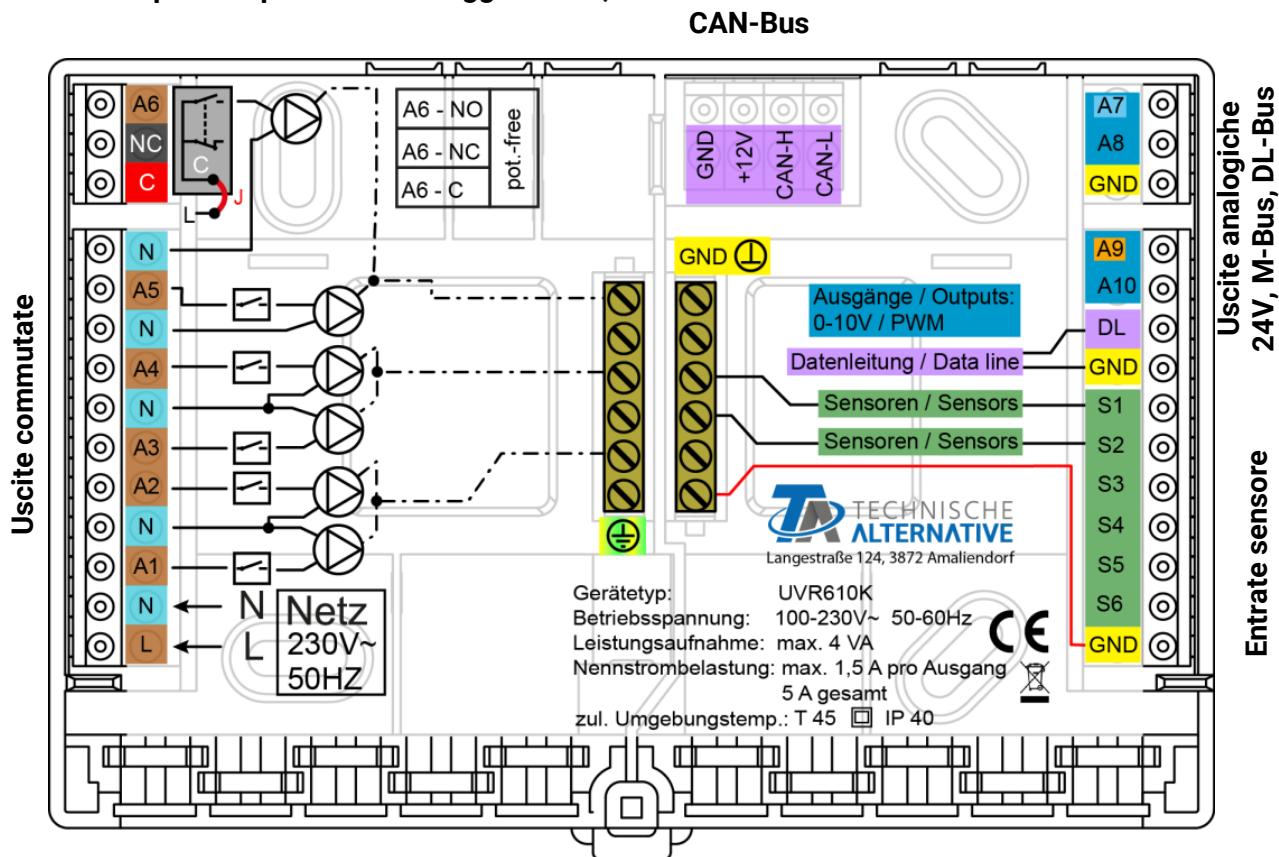 CAN-Bus
A6
NC
C
C
J
L
A6 - NO
A6 - NC
A6 - C
pot.-free
GND
+12V
CAN-H
CAN-L
A7
A8
GND
Uscite analogiche
24V, M-Bus, DL-Bus
Uscite commutate
N
A5
N
A4
N
A3
A2
N
A1
N
L
N
L
Netz
230V~
50HZ
GND
Ausgänge / Outputs:
0-10V / PWM
Datenleitung / Data line
Sensoren / Sensors
Sensoren / Sensors
A9
A10
DL
GND
S1
S2
S3
S4
S5
S6
GND
Entrate sensore
TA TECHNISCHE
ALTERNATIVE
Langestraße 124, 3872 Amaliendorf
Gerätetyp: UVR610K
Betriebsspannung: 100-230V~ 50-60Hz
Leistungsaufnahme: max. 4 VA
Nennstrombelastung: max. 1,5 A pro Ausgang
5 A gesamt
zul. Umgebungstemp.: T 45 IP 40
CE